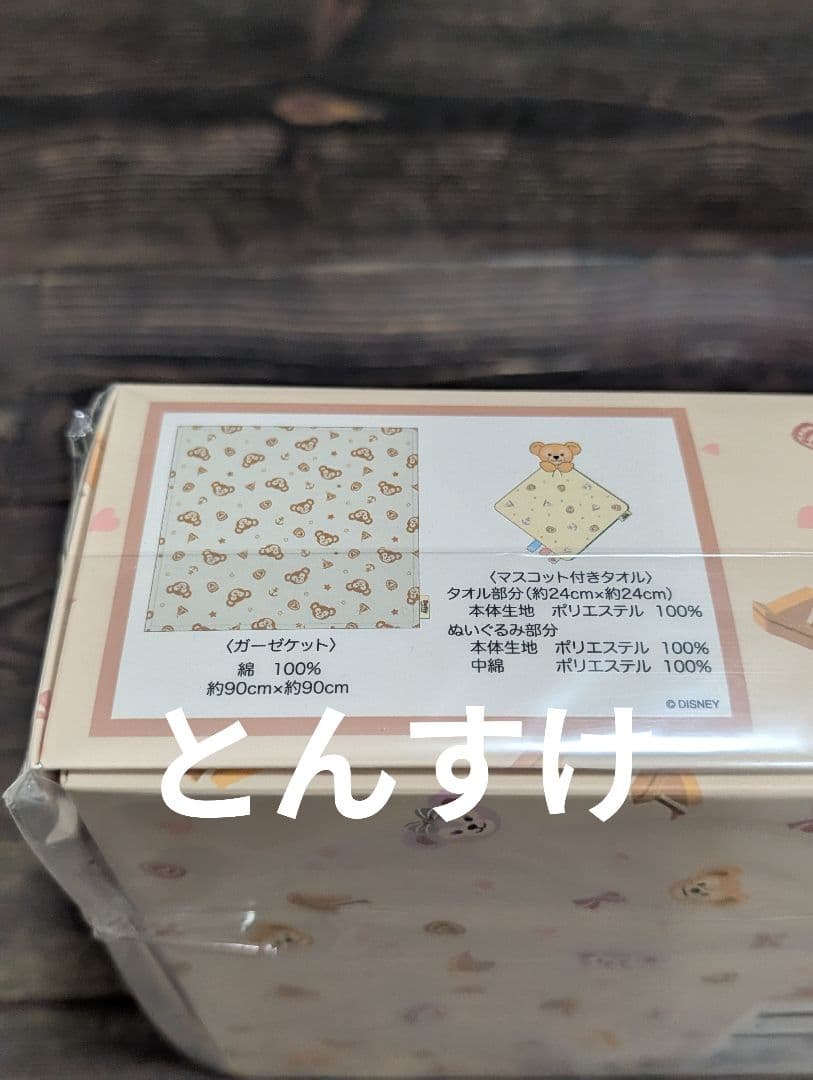 〈ガーゼケット〉
綿 100%
約90cm×約90cm
〈マスコット付きタオル〉
タオル部分（約24cm×約24cm）
本体生地 ポリエステル 100%
ぬいぐるみ部分
本体生地 ポリエステル 100%
中綿 ポリエステル 100%
© DISNEY
とんすけ